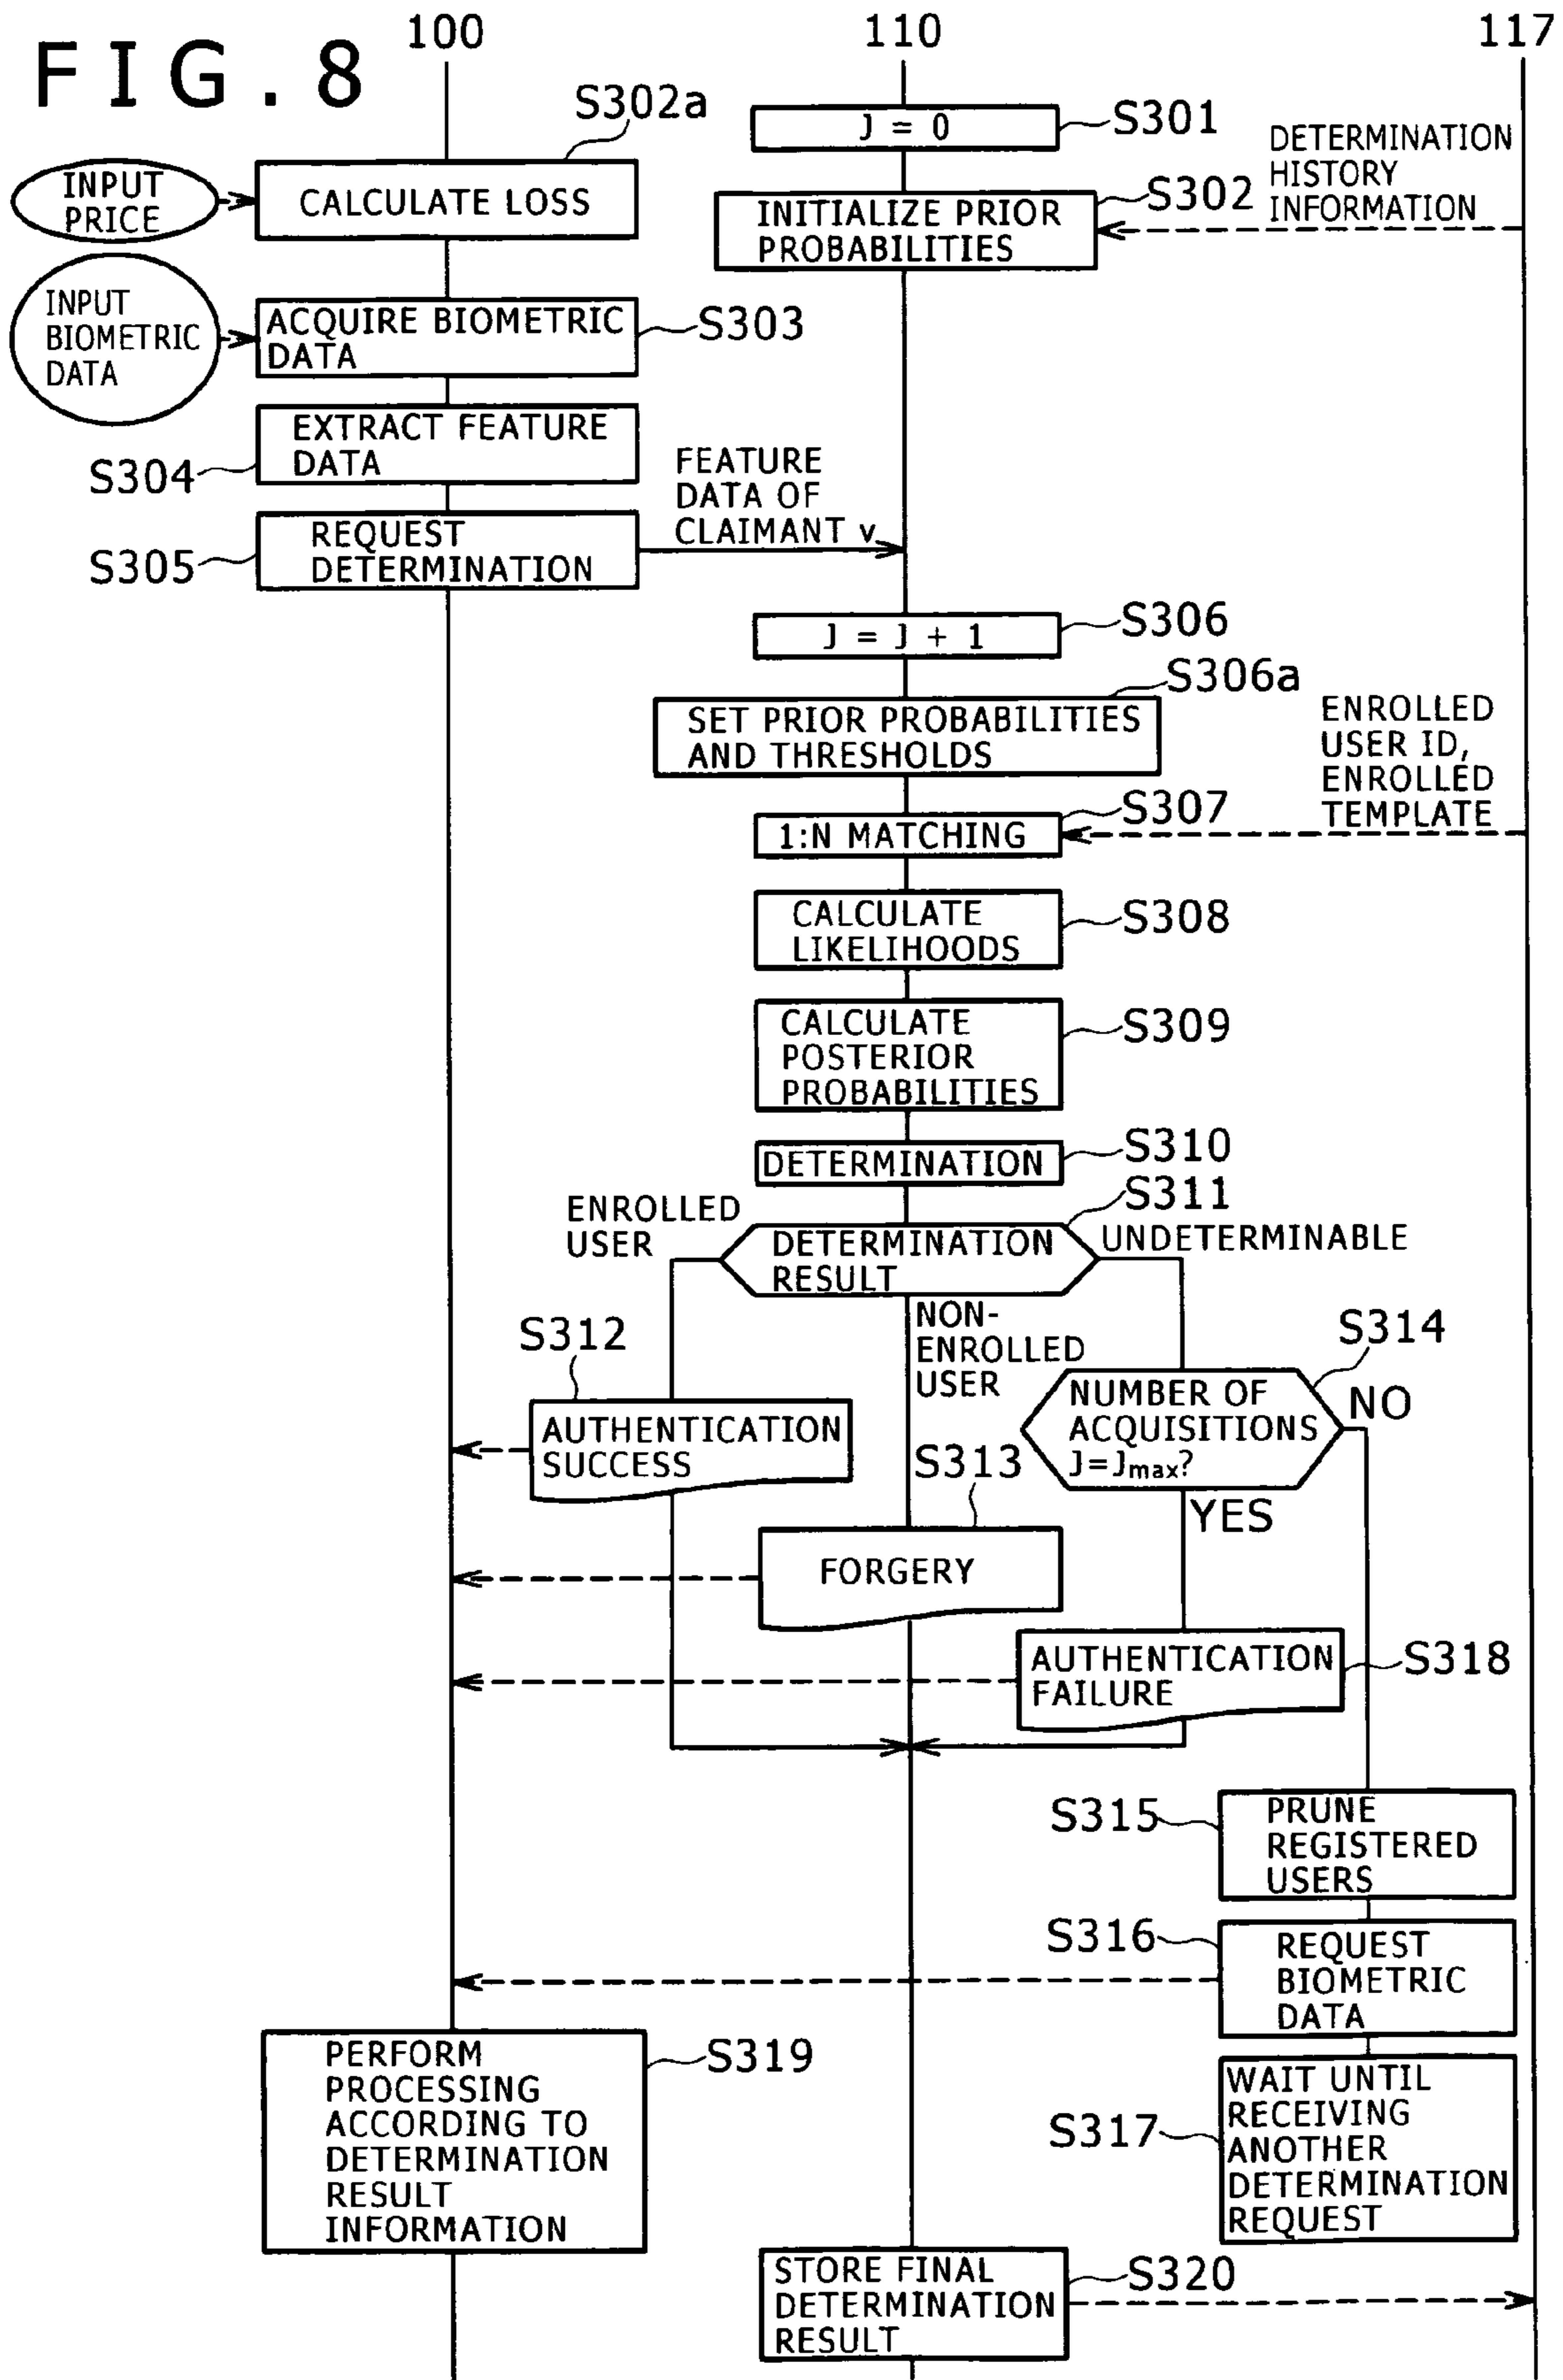 FIG. 8
100
110
117
S302a
J = 0
S301
DETERMINATION
HISTORY
INFORMATION
INPUT
PRICE
CALCULATE LOSS
INITIALIZE PRIOR
PROBABILITIES
S302
INPUT
BIOMETRIC
DATA
ACQUIRE BIOMETRIC
DATA
S303
EXTRACT FEATURE
DATA
S304
FEATURE
DATA OF
CLAIMANT v
REQUEST
DETERMINATION
S305
J = J + 1
S306
S306a
SET PRIOR PROBABILITIES
AND THRESHOLDS
ENROLLED
USER ID,
ENROLLED
TEMPLATE
1:N MATCHING
S307
CALCULATE
LIKELIHOODS
S308
CALCULATE
POSTERIOR
PROBABILITIES
S309
DETERMINATION
S310
S311
ENROLLED
USER
DETERMINATION
RESULT
UNDETERMINABLE
NON-
ENROLLED
USER
S312
S314
AUTHENTICATION
SUCCESS
NUMBER OF
ACQUISITIONS
J=Jmax?
NO
S313
YES
FORGERY
AUTHENTICATION
FAILURE
S318
S315
PRUNE
REGISTERED
USERS
S316
REQUEST
BIOMETRIC
DATA
PERFORM
PROCESSING
ACCORDING TO
DETERMINATION
RESULT
INFORMATION
S319
S317
WAIT UNTIL
RECEIVING
ANOTHER
DETERMINATION
REQUEST
STORE FINAL
DETERMINATION
RESULT
S320